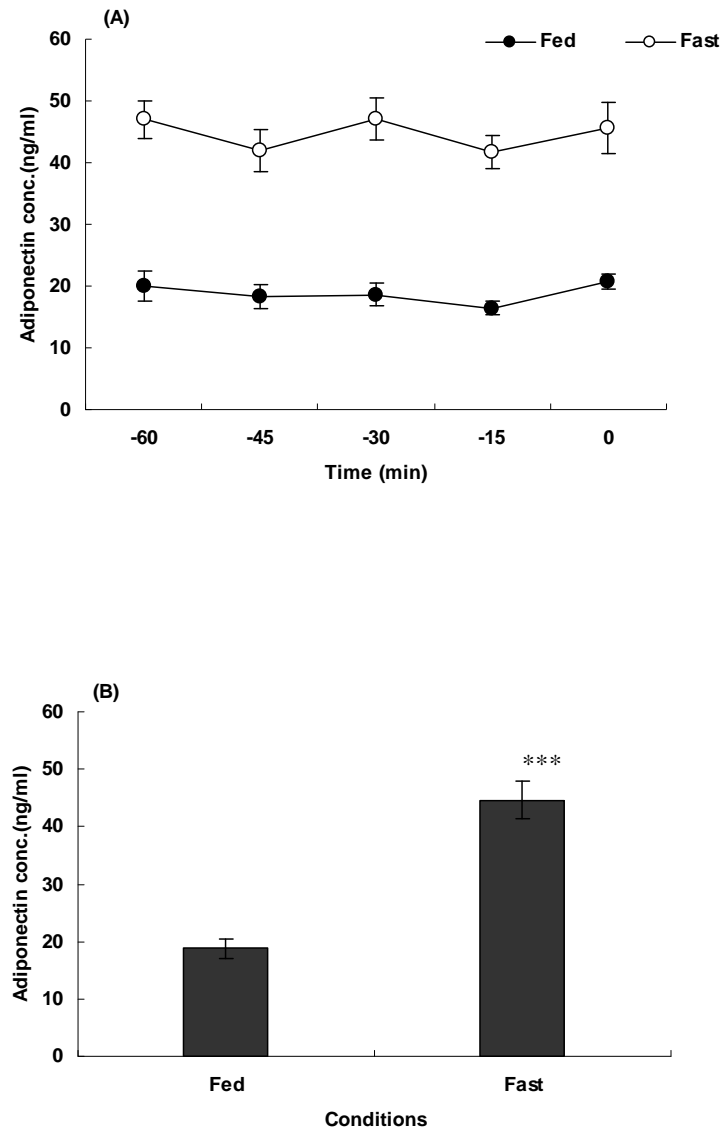 (A)
Fed Fast
Adiponectin conc.(ng/ml)
60
50
40
30
20
10
0
-60 -45 -30 -15 0
Time (min)
(B)
Adiponectin conc.(ng/ml)
60
50
40
30
20
10
0
***
Fed Fast
Conditions